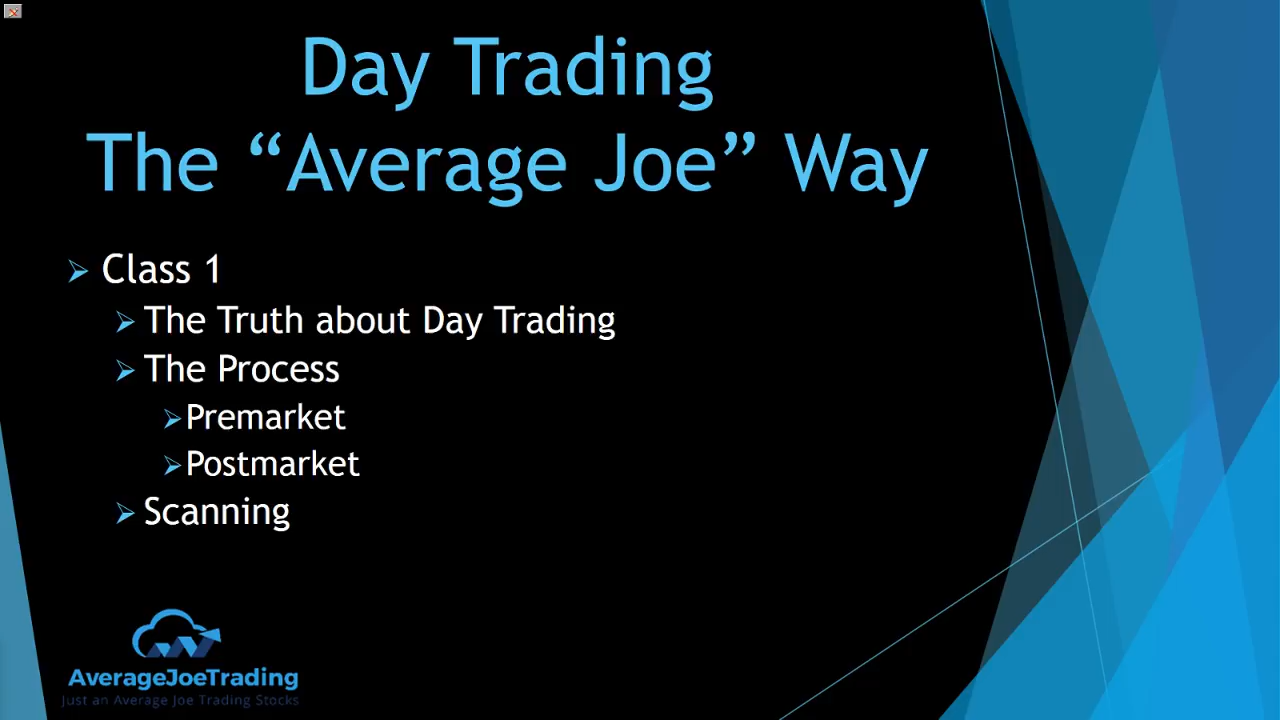 Day Trading
The “Average Joe” Way
Class 1
The Truth about Day Trading
The Process
Premarket
Postmarket
Scanning
AverageJoeTrading
Just an Average Joe Trading Stocks